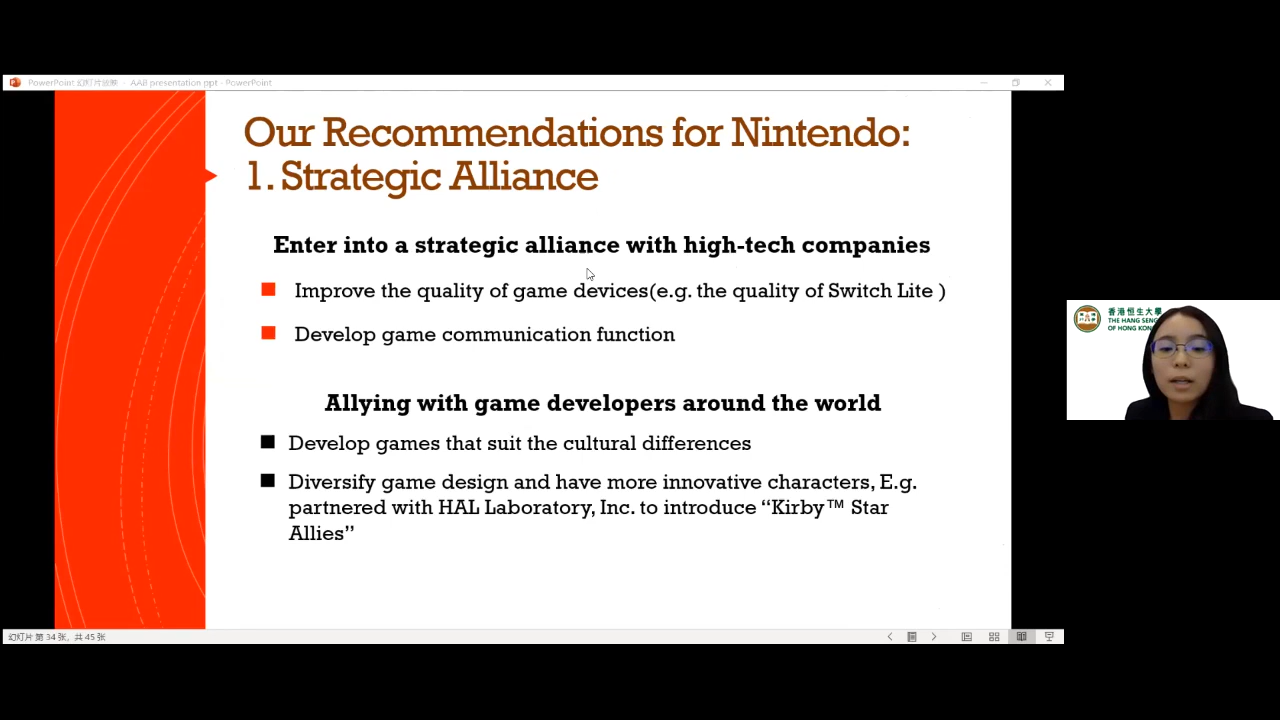 PowerPoint 幻灯片放映 - AAB presentation ppt - PowerPoint
Our Recommendations for Nintendo:
1. Strategic Alliance
Enter into a strategic alliance with high-tech companies
Improve the quality of game devices(e.g. the quality of Switch Lite )
Develop game communication function
Allying with game developers around the world
Develop games that suit the cultural differences
Diversify game design and have more innovative characters, E.g.
partnered with HAL Laboratory, Inc. to introduce “Kirby™ Star
Allies”
幻灯片 第 34 张，共 45 张
香港恒生大學
THE HANG SENG
OF HONG KONG